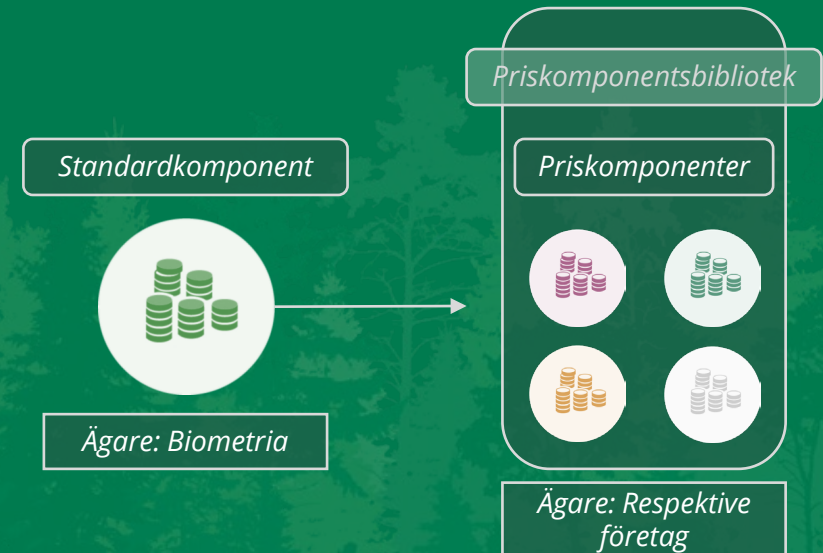 Priskomponentsbibliotek
Standardkomponent
Priskomponenter
Ägare: Biometria
Ägare: Respektive
företag